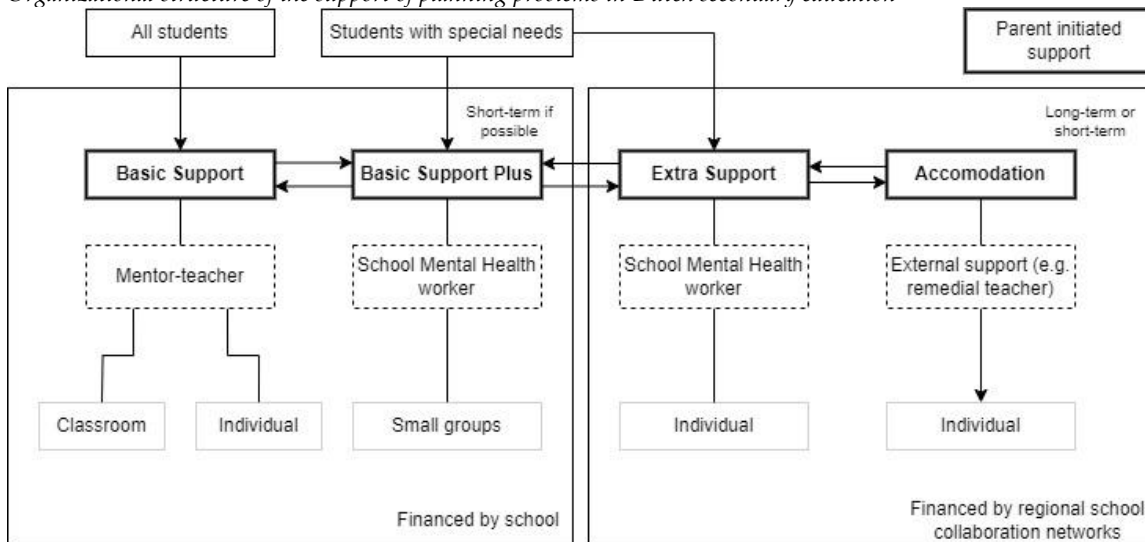 Organizational structure of the support of planning problems in Dutch secondary education
All students
Students with special needs
Parent initiated
support
Short-term if
possible
Long-term or
short-term
Basic Support
Basic Support Plus
Extra Support
Accomodation
Mentor-teacher
School Mental Health
worker
School Mental Health
worker
External support (e.g.
remedial teacher)
Classroom
Individual
Small groups
Individual
Individual
Financed by school
Financed by regional school
collaboration networks